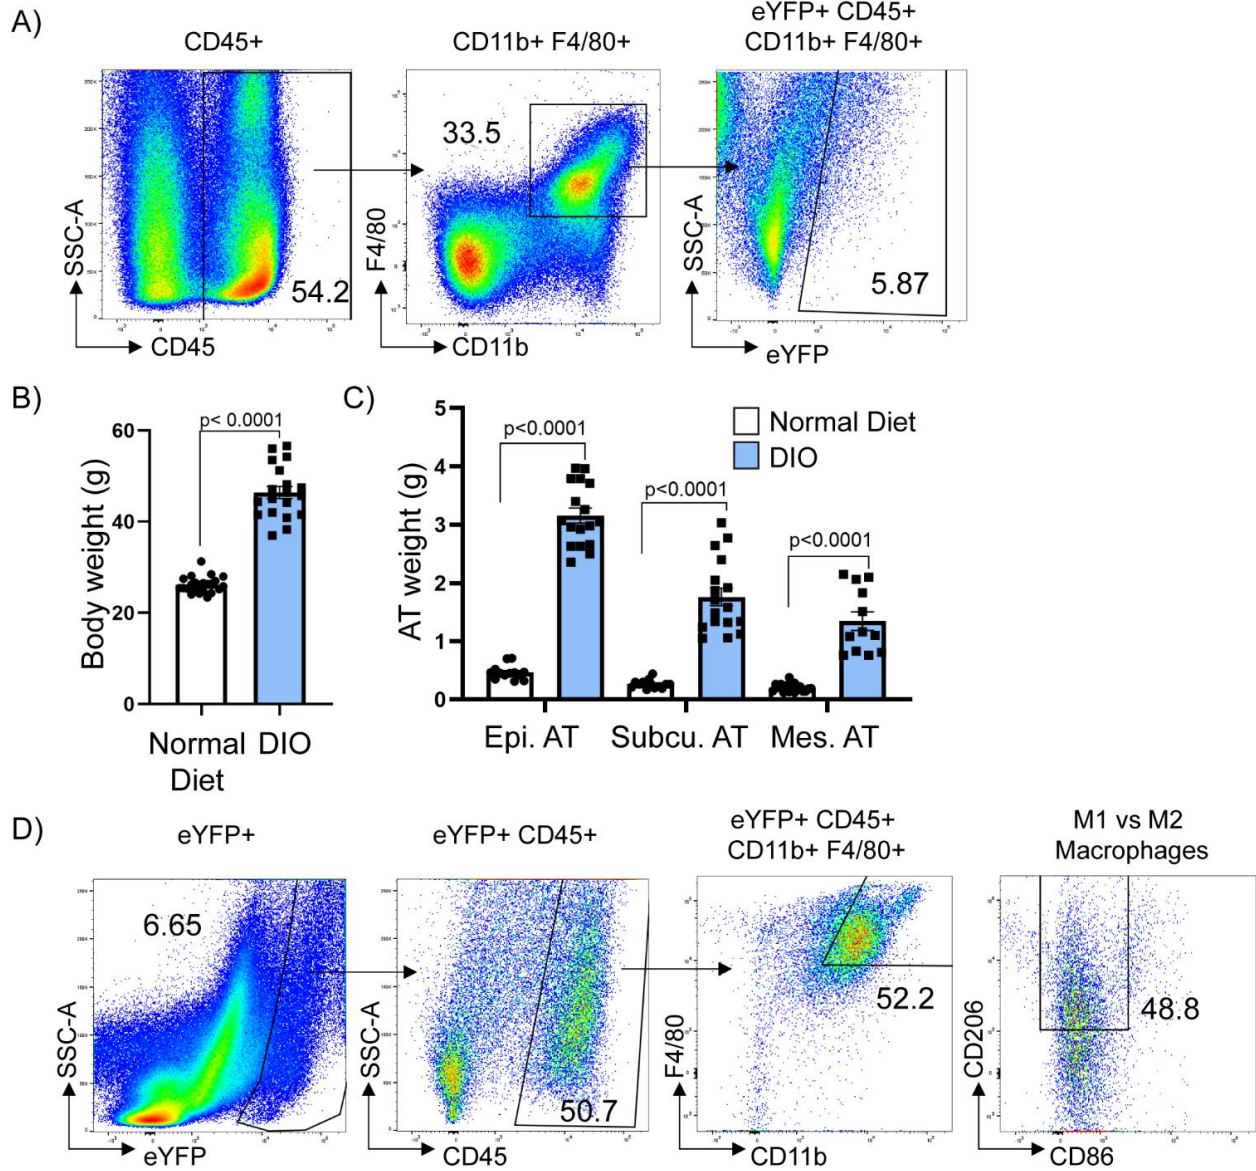 A)
CD45+
CD11b+ F4/80+
eYFP+ CD45+
CD11b+ F4/80+
SSC-A
54.2
CD45
F4/80
33.5
CD11b
SSC-A
5.87
eYFP
B)
Body weight (g)
60
40
20
0
p< 0.0001
Normal
Diet
DIO
C)
AT weight (g)
5
4
3
2
1
0
p<0.0001
p<0.0001
p<0.0001
Normal Diet
DIO
Epi. AT
Subcu. AT
Mes. AT
D)
eYFP+
eYFP+ CD45+
eYFP+ CD45+
CD11b+ F4/80+
M1 vs M2
Macrophages
SSC-A
6.65
eYFP
SSC-A
50.7
CD45
F4/80
52.2
CD11b
CD206
48.8
CD86